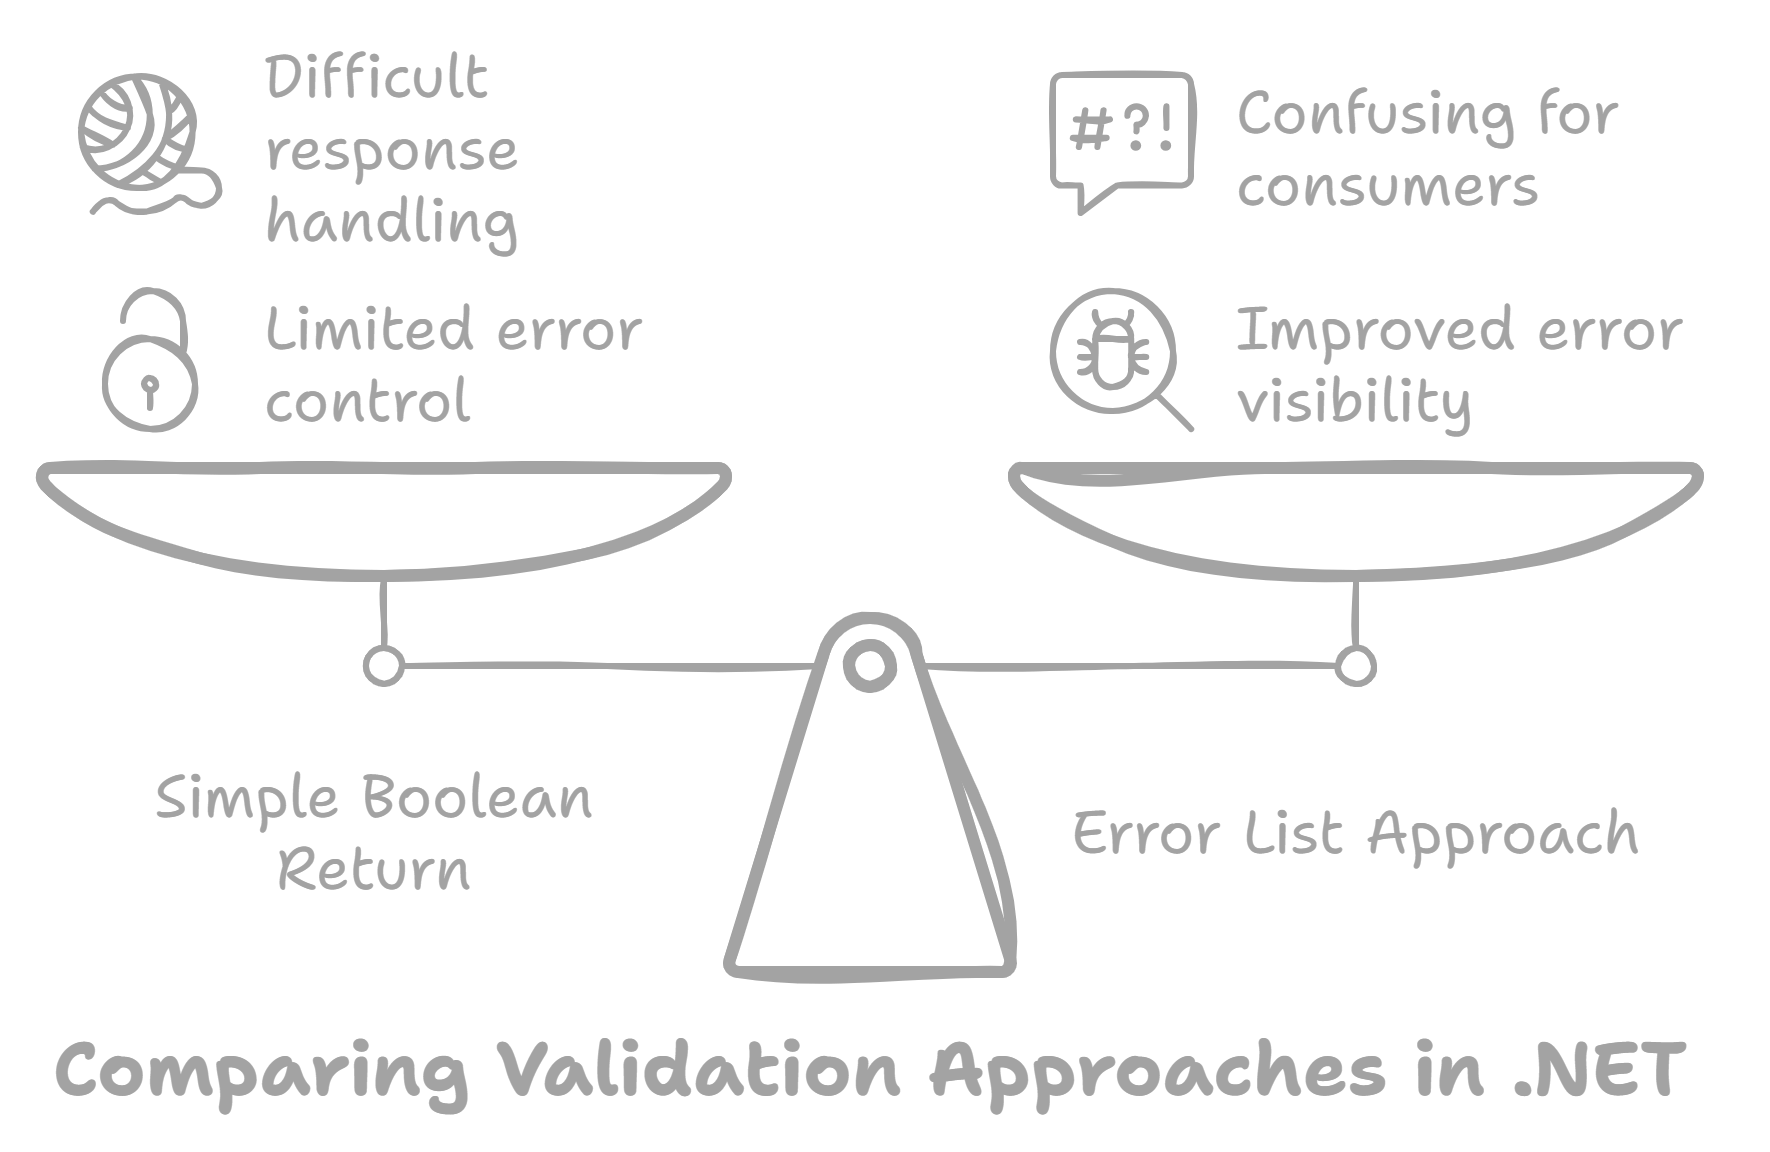 Difficult
response
handling
Limited error
control
#?!
Confusing for
consumers
Improved error
visibility
Simple Boolean
Return
Error List Approach
Comparing Validation Approaches in .NET